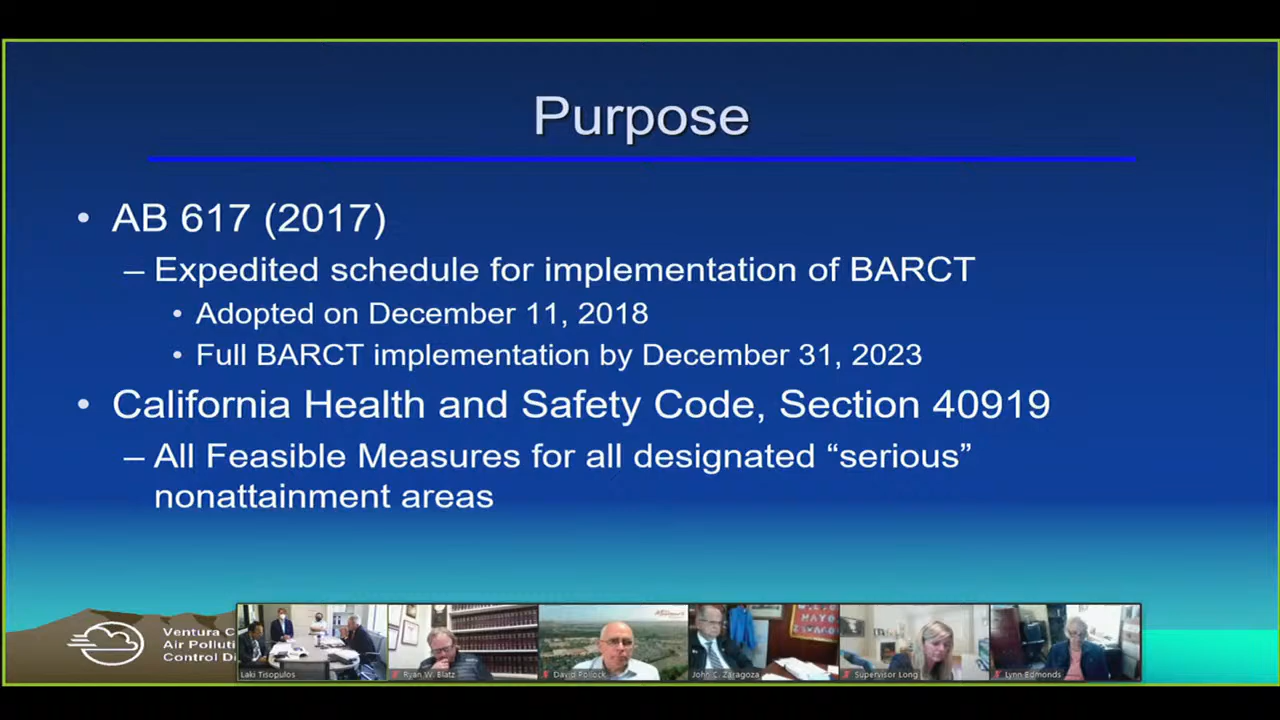 Purpose
• AB 617 (2017)
– Expedited schedule for implementation of BARCT
• Adopted on December 11, 2018
• Full BARCT implementation by December 31, 2023
• California Health and Safety Code, Section 40919
– All Feasible Measures for all designated “serious”
nonattainment areas
Ventura C
Air Polluti
Control Di
Laki Tisopulos
Ryan W. Blatz
David Pollock
John C. Zaragoza
Supervisor Long
Lynn Edmonds